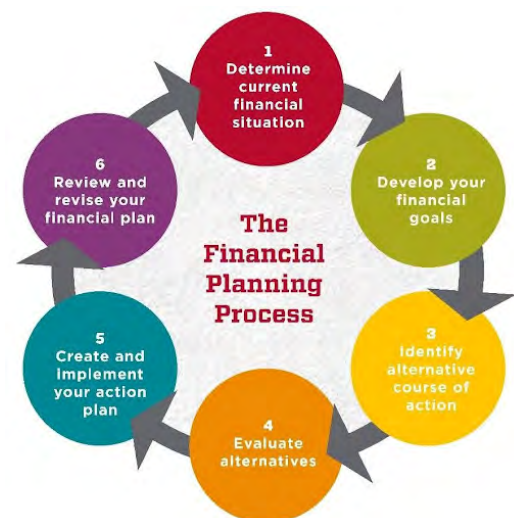 1
Determine
current
financial
situation
2
Develop your
financial
goals
3
Identify
alternative
course of
action
4
Evaluate
alternatives
5
Create and
implement
your action
plan
6
Review and
revise your
financial plan
The
Financial
Planning
Process